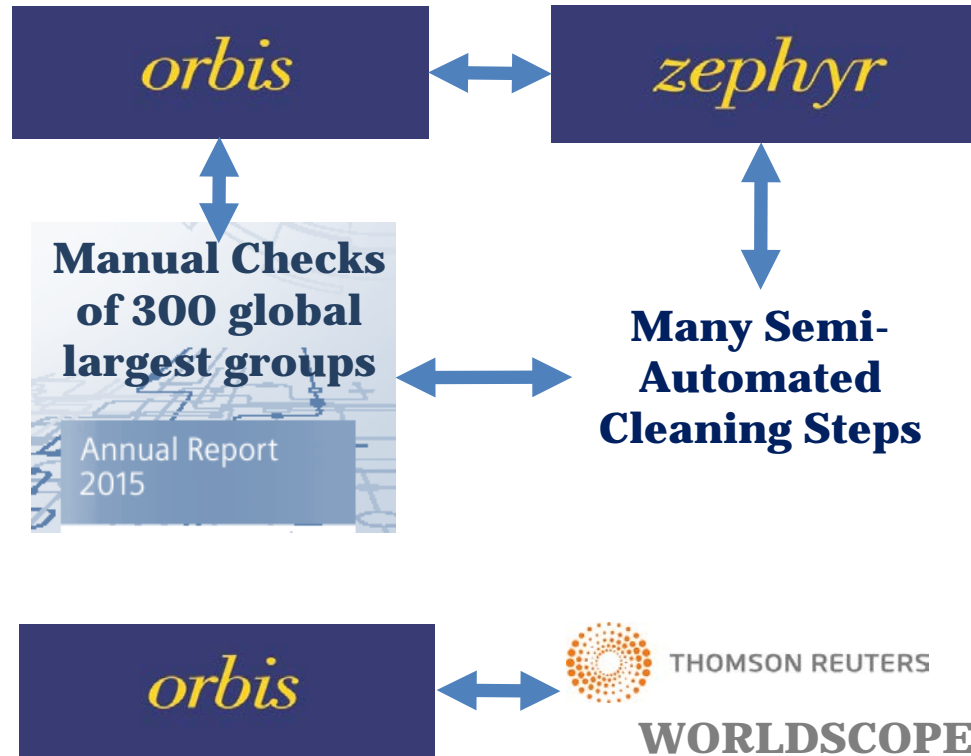 orbis
zephyr
Manual Checks
of 300 global
largest groups
Annual Report
2015
Many Semi-
Automated
Cleaning Steps
orbis
THOMSON REUTERS
WORLDSCOPE